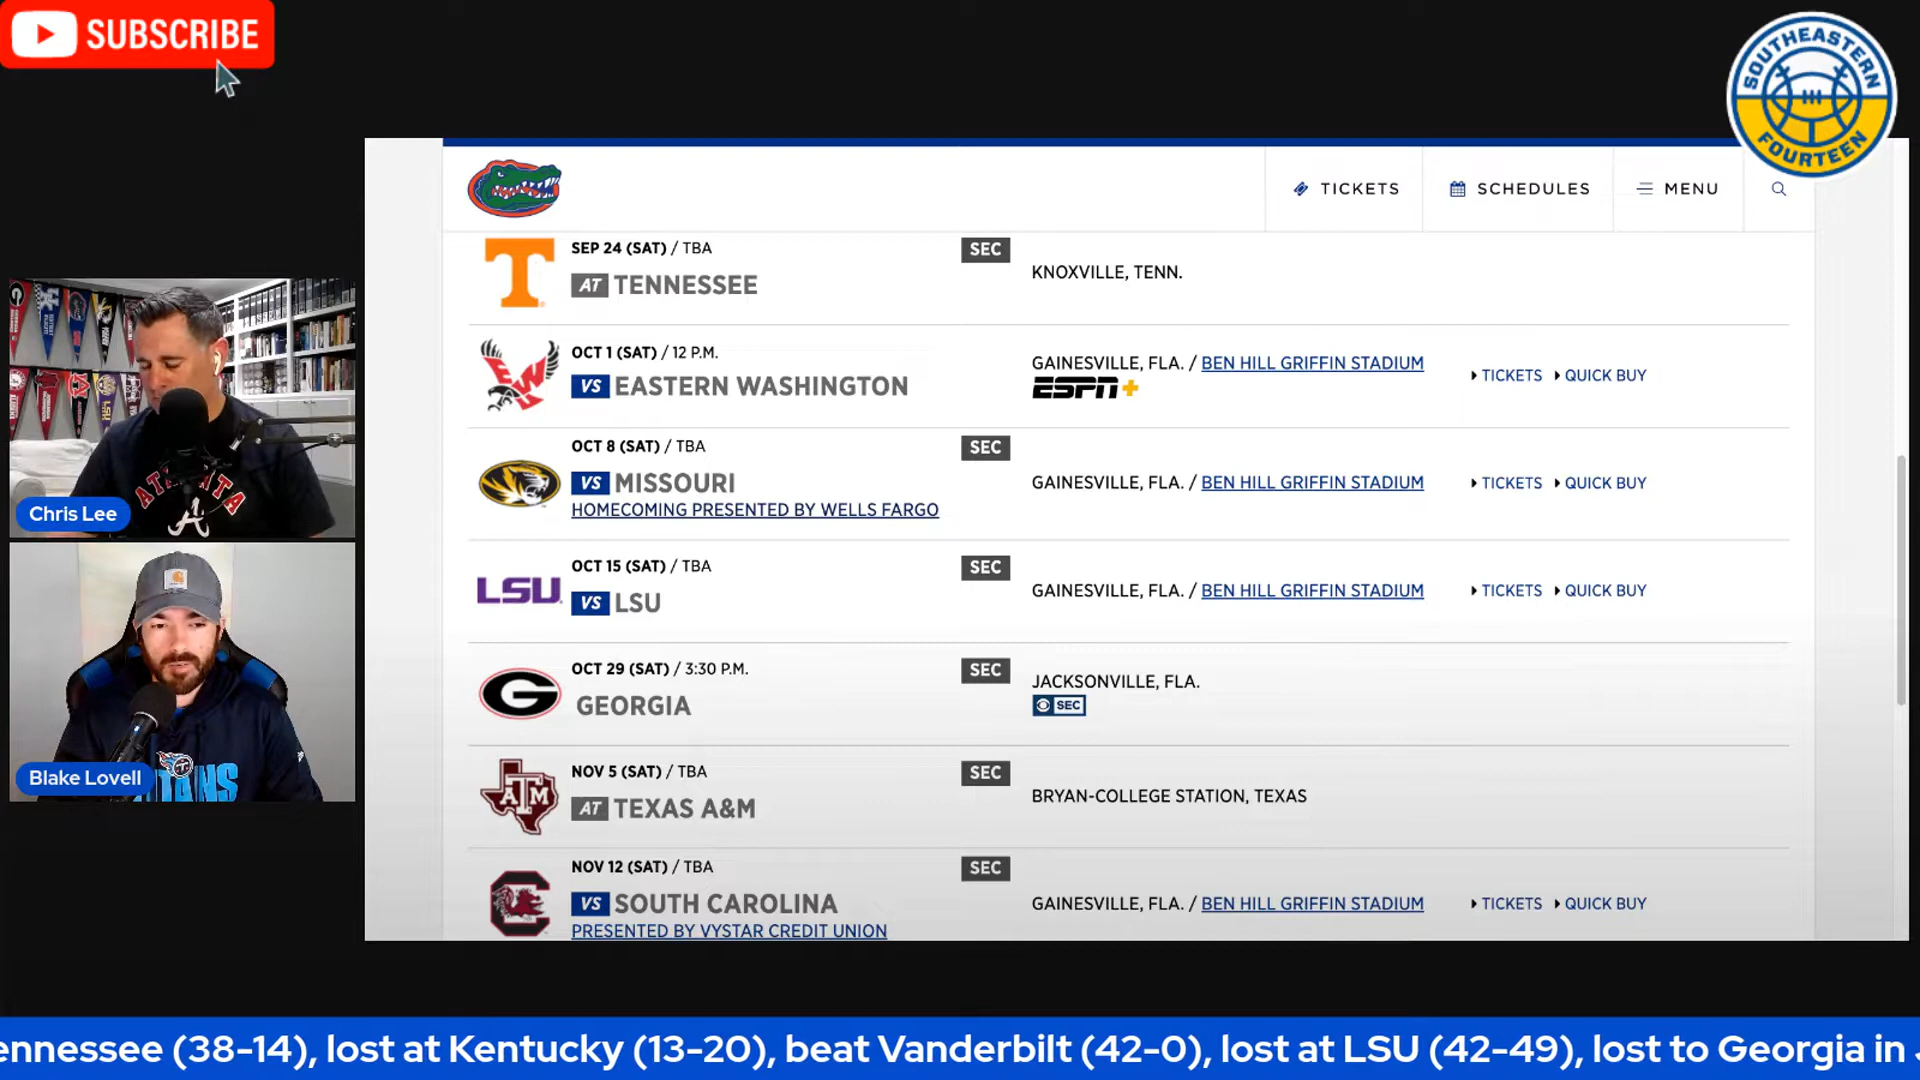 SUBSCRIBE
SOUTHEASTERN
FOURTEEN
TICKETS
SCHEDULES
MENU
SEP 24 (SAT) / TBA
AT TENNESSEE
SEC
KNOXVILLE, TENN.
OCT 1 (SAT) / 12 P.M.
VS EASTERN WASHINGTON
GAINESVILLE, FLA. / BEN HILL GRIFFIN STADIUM
ESPN+
TICKETS QUICK BUY
OCT 8 (SAT) / TBA
VS MISSOURI
HOMECOMING PRESENTED BY WELLS FARGO
SEC
GAINESVILLE, FLA. / BEN HILL GRIFFIN STADIUM
TICKETS QUICK BUY
LSU
OCT 15 (SAT) / TBA
VS LSU
SEC
GAINESVILLE, FLA. / BEN HILL GRIFFIN STADIUM
TICKETS QUICK BUY
G
OCT 29 (SAT) / 3:30 P.M.
GEORGIA
SEC
JACKSONVILLE, FLA.
SEC
ATM
NOV 5 (SAT) / TBA
AT TEXAS A&M
SEC
BRYAN-COLLEGE STATION, TEXAS
NOV 12 (SAT) / TBA
VS SOUTH CAROLINA
PRESENTED BY VYSTAR CREDIT UNION
SEC
GAINESVILLE, FLA. / BEN HILL GRIFFIN STADIUM
TICKETS QUICK BUY
Chris Lee
Blake Lovell
ennessee (38-14), lost at Kentucky (13-20), beat Vanderbilt (42-0), lost at LSU (42-49), lost to Georgia in